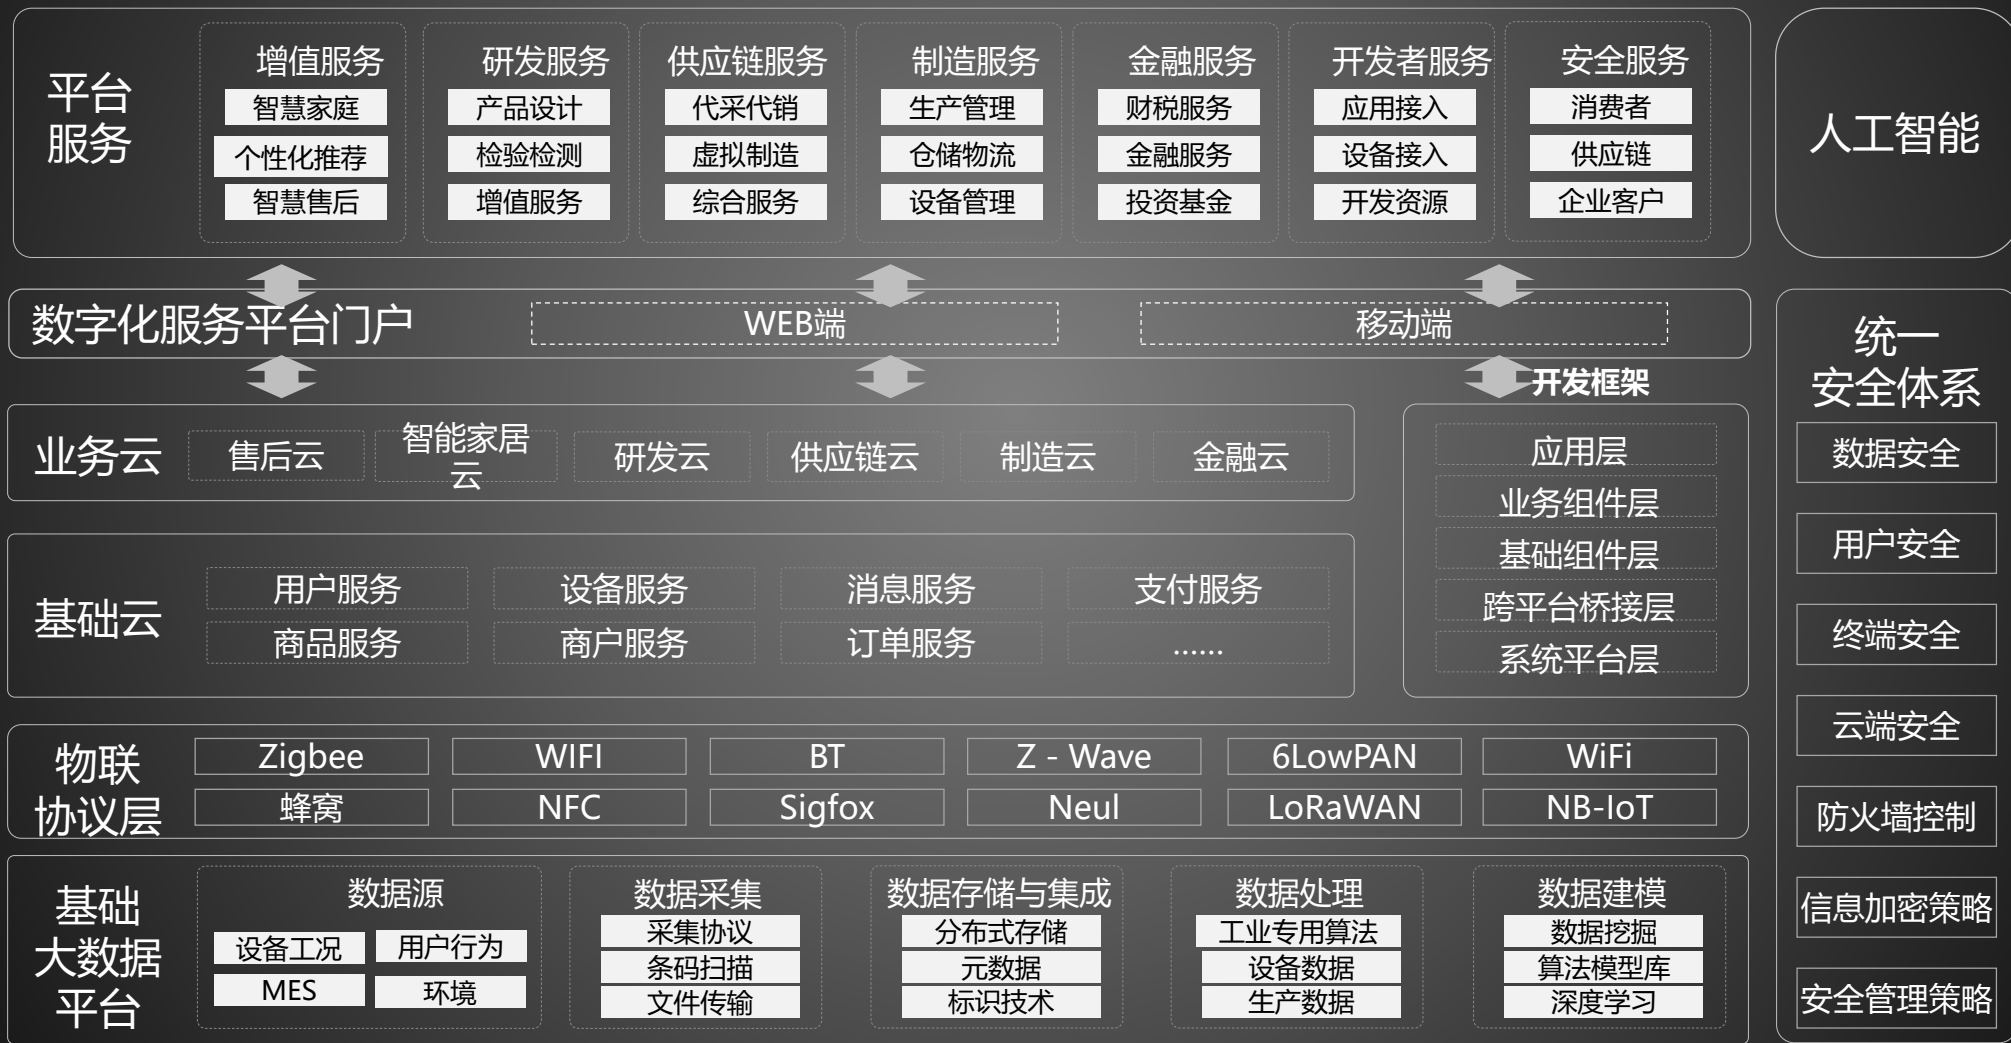 平台
服务
增值服务
智慧家庭
个性化推荐
智慧售后
研发服务
产品设计
检验检测
增值服务
供应链服务
代采代销
虚拟制造
综合服务
制造服务
生产管理
仓储物流
设备管理
金融服务
财税服务
金融服务
投资基金
开发者服务
应用接入
设备接入
开发资源
安全服务
消费者
供应链
企业客户
人工智能
数字化服务平台门户
WEB端
移动端
业务云
售后云
智能家居
云
研发云
供应链云
制造云
金融云
基础云
用户服务
设备服务
消息服务
支付服务
商品服务
商户服务
订单服务
......
开发框架
应用层
业务组件层
基础组件层
跨平台桥接层
系统平台层
物联
协议层
Zigbee
WIFI
BT
Z - Wave
6LowPAN
WiFi
蜂窝
NFC
Sigfox
Neul
LoRaWAN
NB-IoT
基础
大数据
平台
数据源
设备工况
用户行为
MES
环境
数据采集
采集协议
条码扫描
文件传输
数据存储与集成
分布式存储
元数据
标识技术
数据处理
工业专用算法
设备数据
生产数据
数据建模
数据挖掘
算法模型库
深度学习
统一
安全体系
数据安全
用户安全
终端安全
云端安全
防火墙控制
信息加密策略
安全管理策略